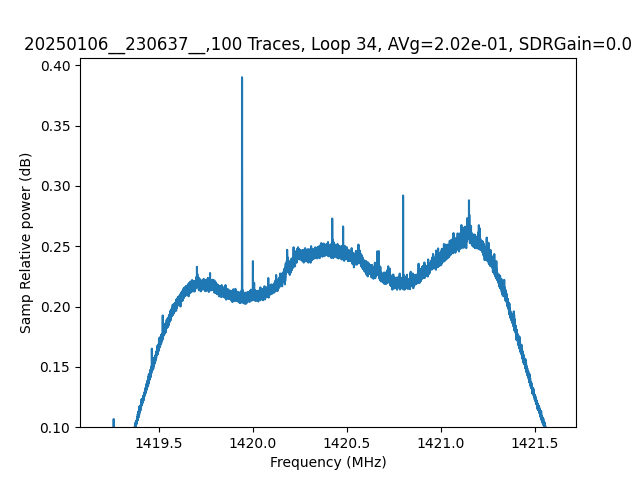 20250106__230637__,100 Traces, Loop 34, AVg=2.02e-01, SDRGain=0.0
0.40
0.35
0.30
0.25
0.20
0.15
0.10
Samp Relative power (dB)
1419.5 1420.0 1420.5 1421.0 1421.5
Frequency (MHz)